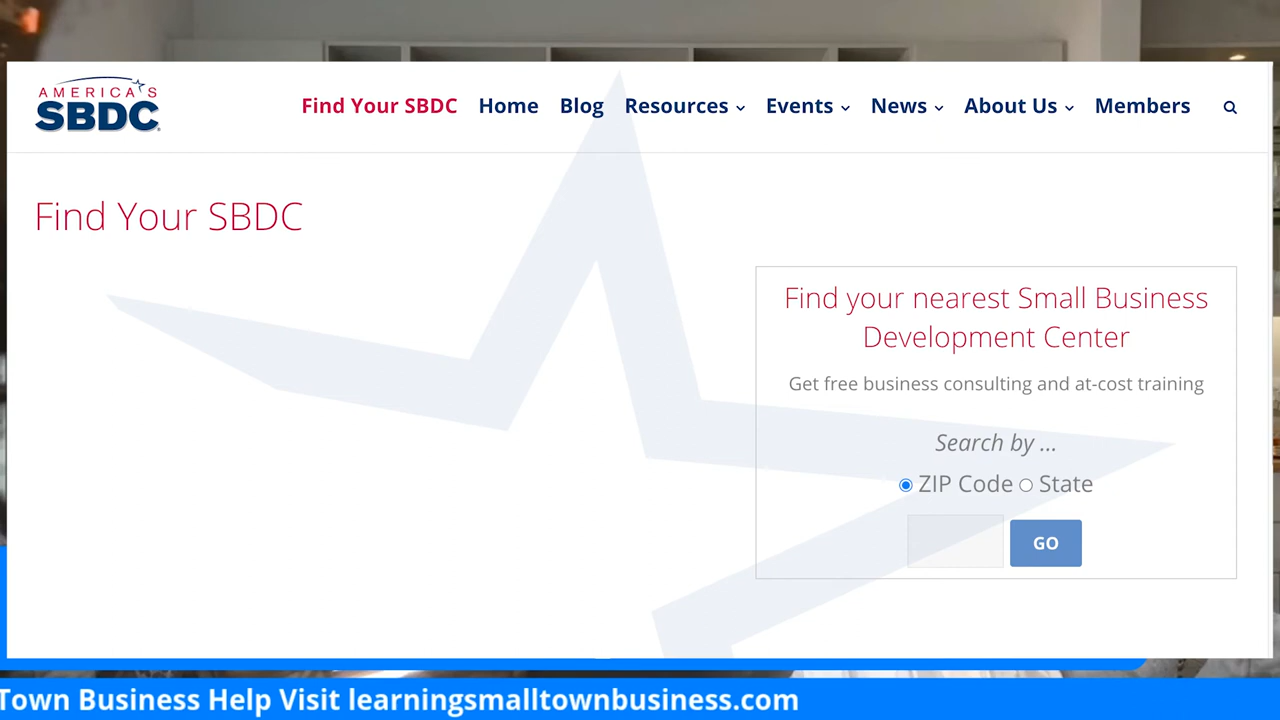 AMERICA'S
SBDC
Find Your SBDC Home Blog Resources Events News About Us Members
Find Your SBDC
Find your nearest Small Business
Development Center
Get free business consulting and at-cost training
Search by ...
ZIP Code State
GO
Town Business Help Visit learningsmalltownbusiness.com